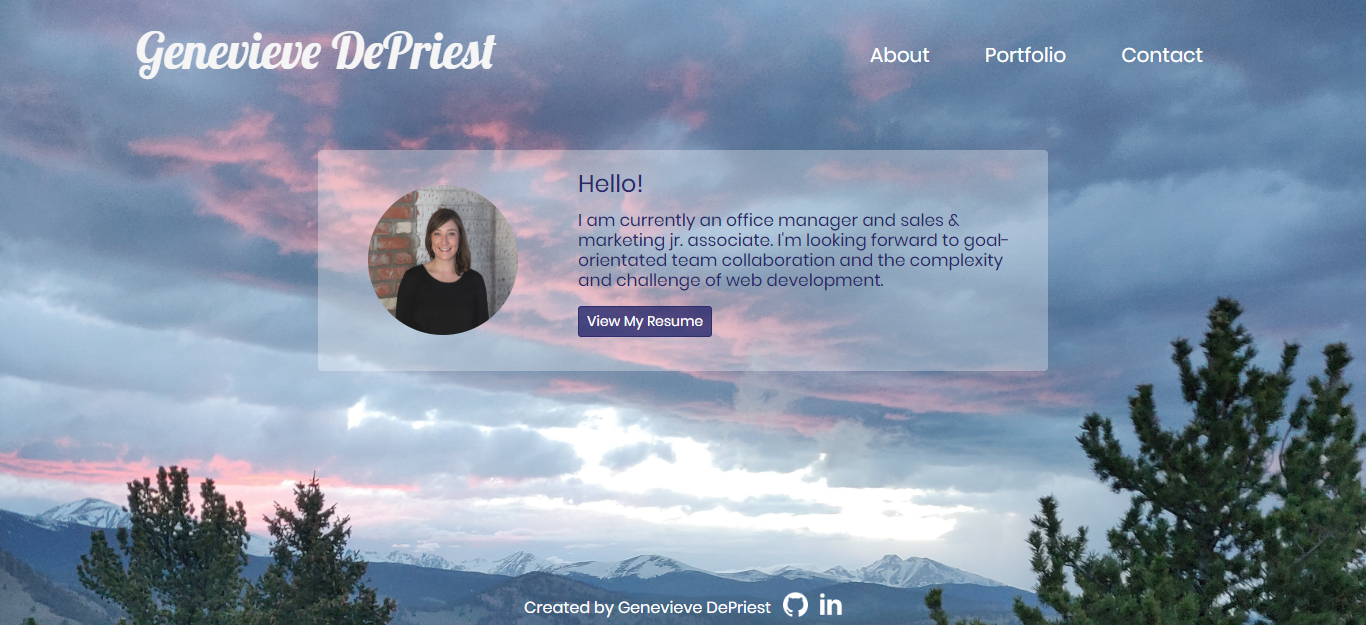 Genevieve DePriest
About Portfolio Contact
Hello!
I am currently an office manager and sales &
marketing jr. associate. I'm looking forward to goal-
orientated team collaboration and the complexity
and challenge of web development.
View My Resume
Created by Genevieve DePriest in